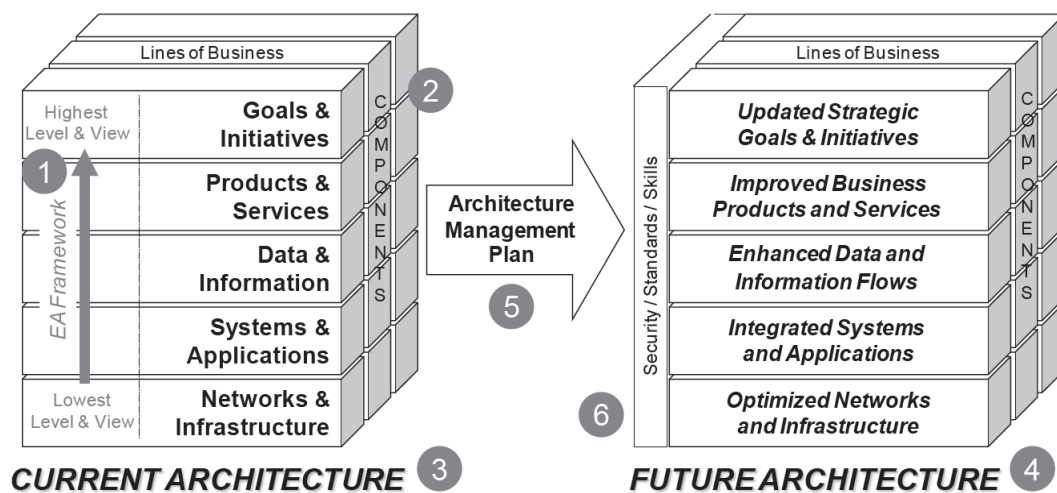 Lines of Business
Highest
Level & View
1
EA Framework
Lowest
Level & View
Goals &
Initiatives
Products &
Services
Data &
Information
Systems &
Applications
Networks &
Infrastructure
COMPONENTS
2
CURRENT ARCHITECTURE
3
Architecture
Management
Plan
5
6
Security / Standards / Skills
Lines of Business
Updated Strategic
Goals & Initiatives
Improved Business
Products and Services
Enhanced Data and
Information Flows
Integrated Systems
and Applications
Optimized Networks
and Infrastructure
COMPONENTS
FUTURE ARCHITECTURE
4